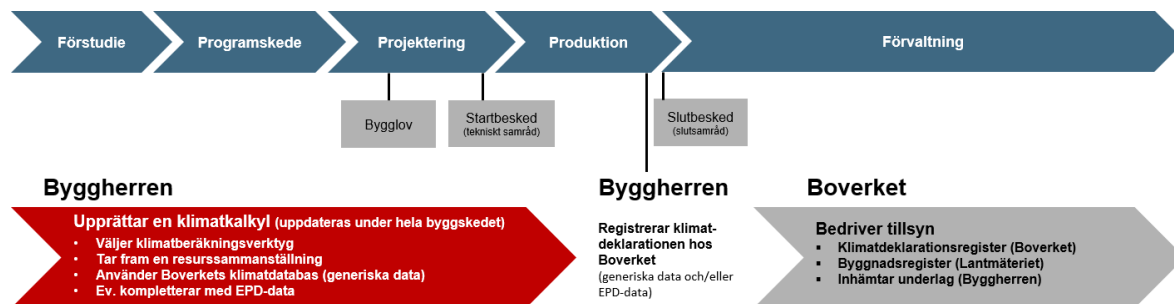 Förstudie
Programskede
Projektering
Produktion
Förvaltning
Bygglov
Startbesked
(tekniskt samråd)
Slutbesked
(slutsamråd)
Byggherren
Upprättar en klimatkalkyl (uppdateras under hela byggskedet)
• Väljer klimatberäkningsverktyg
• Tar fram en resurssammanställning
• Använder Boverkets klimatdatabas (generiska data)
• Ev. kompletterar med EPD-data
Byggherren
Registrerar klimat-
deklarationen hos
Boverket
(generiska data och/eller
EPD-data)
Boverket
Bedriver tillsyn
▪ Klimatdeklarationsregister (Boverket)
▪ Byggnadsregister (Lantmäteriet)
▪ Inhämtar underlag (Byggherren)